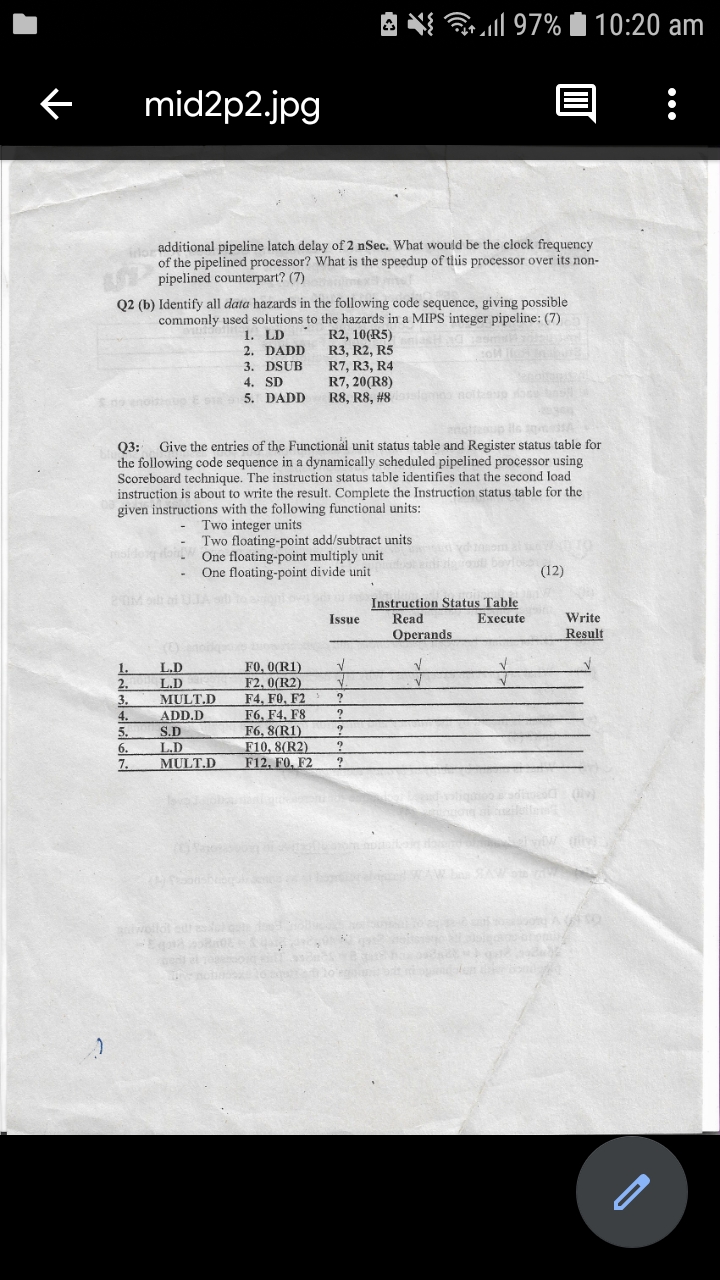 97% 10:20 am
mid2p2.jpg
additional pipeline latch delay of 2 nSec. What would be the clock frequency
of the pipelined processor? What is the speedup of this processor over its non-
pipelined counterpart? (7)
Q2 (b) Identify all data hazards in the following code sequence, giving possible
commonly used solutions to the hazards in a MIPS integer pipeline: (7)
1. LD R2, 10(R5)
2. DADD R3, R2, R5
3. DSUB R7, R3, R4
4. SD R7, 20(R8)
5. DADD R8, R8, #8
Q3: Give the entries of the Functional unit status table and Register status table for
the following code sequence in a dynamically scheduled pipelined processor using
Scoreboard technique. The instruction status table identifies that the second load
instruction is about to write the result. Complete the Instruction status table for the
given instructions with the following functional units:
- Two integer units
- Two floating-point add/subtract units
- One floating-point multiply unit
- One floating-point divide unit (12)
Instruction Status Table
Issue Read Execute Write
Operands Result
1. L.D F0, 0(R1) √ √ √ √
2. L.D F2, 0(R2) √ √ √
3. MULT.D F4, F0, F2 ?
4. ADD.D F6, F4, F8 ?
5. S.D F6, 8(R1) ?
6. L.D F10, 8(R2) ?
7. MULT.D F12, F0, F2 ?